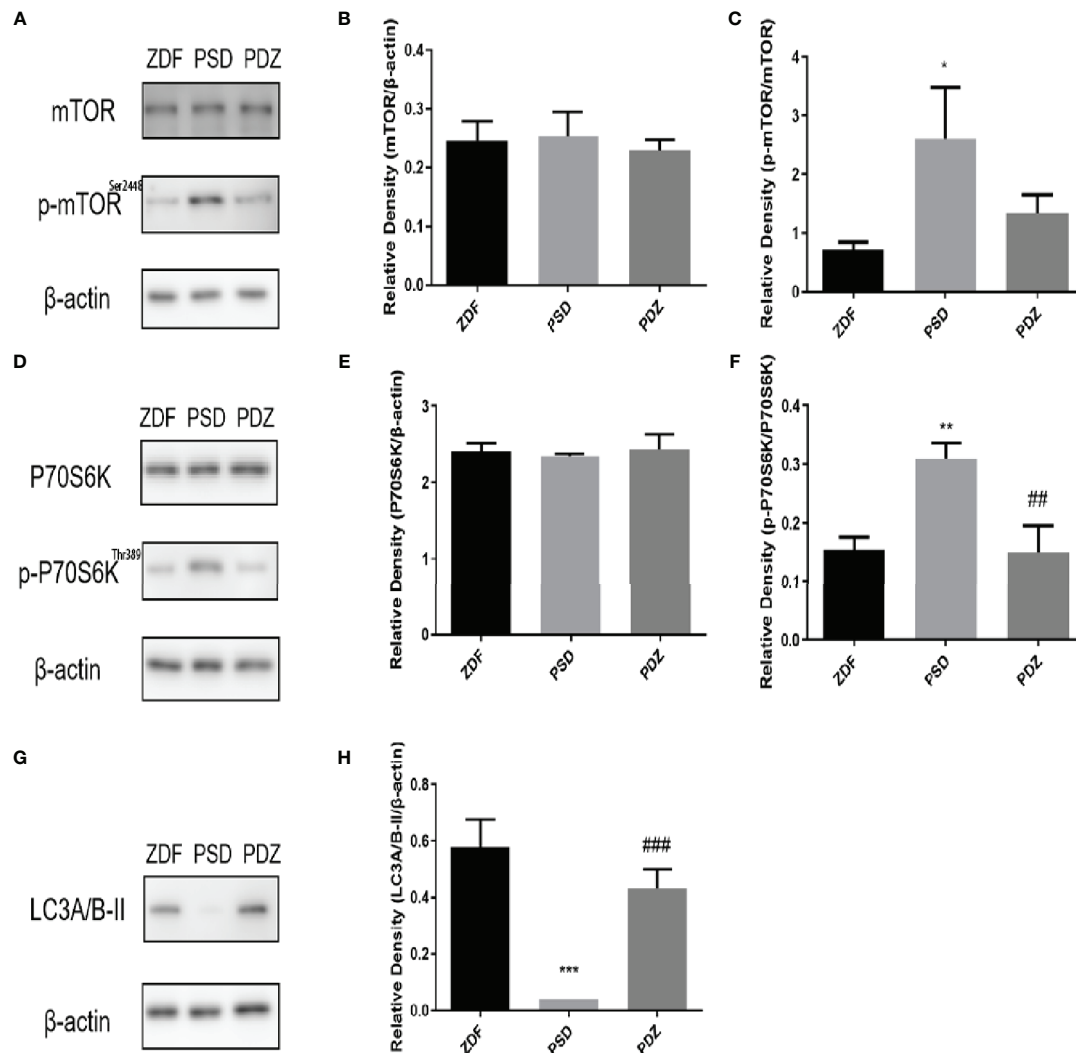 A
ZDF PSD PDZ
mTOR
p-mTOR Ser2448
β-actin
B
Relative Density (mTOR/β-actin)
0.4
0.3
0.2
0.1
0.0
ZDF
PSD
PDZ
C
Relative Density (p-mTOR/mTOR)
4
3
2
1
0
*
ZDF
PSD
PDZ
D
ZDF PSD PDZ
P70S6K
p-P70S6K Thr389
β-actin
E
Relative Density (P70S6K/β-actin)
3
2
1
0
ZDF
PSD
PDZ
F
Relative Density (p-P70S6K/P70S6K)
0.4
0.3
0.2
0.1
0.0
**
##
ZDF
PSD
PDZ
G
ZDF PSD PDZ
LC3A/B-II
β-actin
H
Relative Density (LC3A/B-II/β-actin)
0.8
0.6
0.4
0.2
0.0
***
###
ZDF
PSD
PDZ